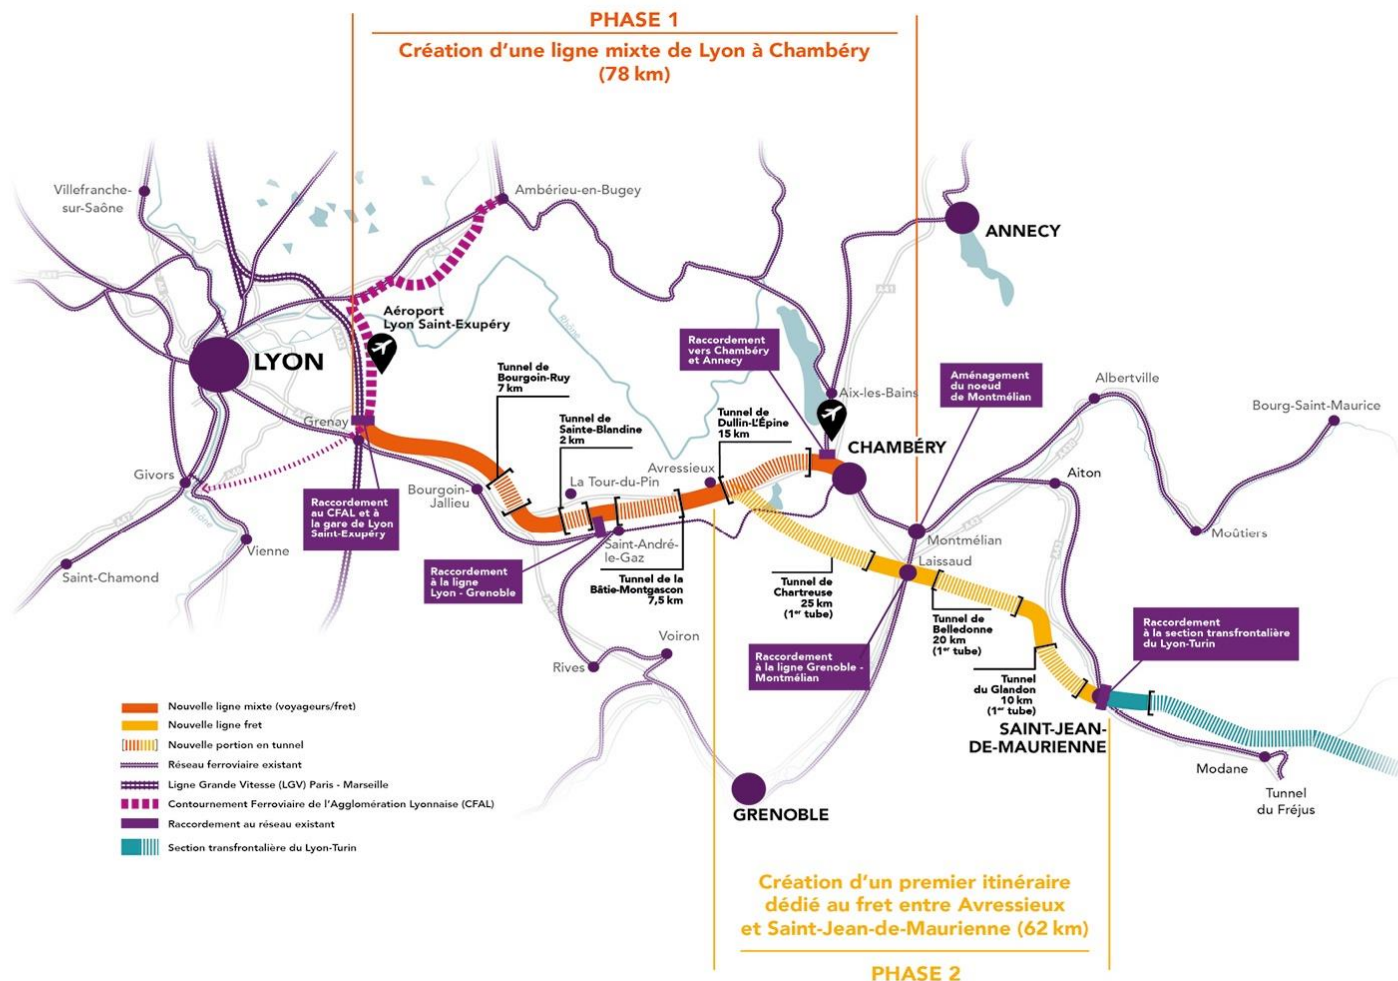 PHASE 1
Création d'une ligne mixte de Lyon à Chambéry
(78 km)
Villefranche-
sur-Saône
Ambérieu-en-Bugey
ANNECY
A41
Aéroport
Lyon Saint-Exupéry
Rhône
LYON
Raccordement
vers Chambéry
et Annecy
Tunnel de
Bourgoin-Ruy
7 km
Aménagement
du noeud
de Montmélian
Albertville
Aix-les-Bains
Bourg-Saint-Maurice
Tunnel de
Sainte-Blandine
2 km
Tunnel de
Dullin-L'Épine
15 km
Grenay
CHAMBÉRY
Givors
Avressieux
Aiton
Bourgoin-
Jallieu
La Tour-du-Pin
Raccordement
au CFAL et à
la gare de Lyon
Saint-Exupéry
Rhône
Vienne
Saint-André-
le-Gaz
Montmélian
Moûtiers
Laissaud
Saint-Chamond
Raccordement
à la ligne
Lyon - Grenoble
Tunnel de la
Bâtie-Montgascon
7,5 km
Tunnel de
Chartreuse
25 km
(1er tube)
Tunnel de
Belledonne
20 km
(1er tube)
Raccordement
à la section transfrontalière
du Lyon-Turin
Voiron
Rives
Raccordement
à la ligne Grenoble -
Montmélian
Tunnel
du Glandon
10 km
(1er tube)
SAINT-JEAN-
DE-MAURIENNE
Modane
Tunnel
du Fréjus
GRENOBLE
Nouvelle ligne mixte (voyageurs/fret)
Nouvelle ligne fret
Nouvelle portion en tunnel
Réseau ferroviaire existant
Ligne Grande Vitesse (LGV) Paris - Marseille
Contournement Ferroviaire de l'Agglomération Lyonnaise (CFAL)
Raccordement au réseau existant
Section transfrontalière du Lyon-Turin
Création d'un premier itinéraire
dédié au fret entre Avressieux
et Saint-Jean-de-Maurienne (62 km)
PHASE 2